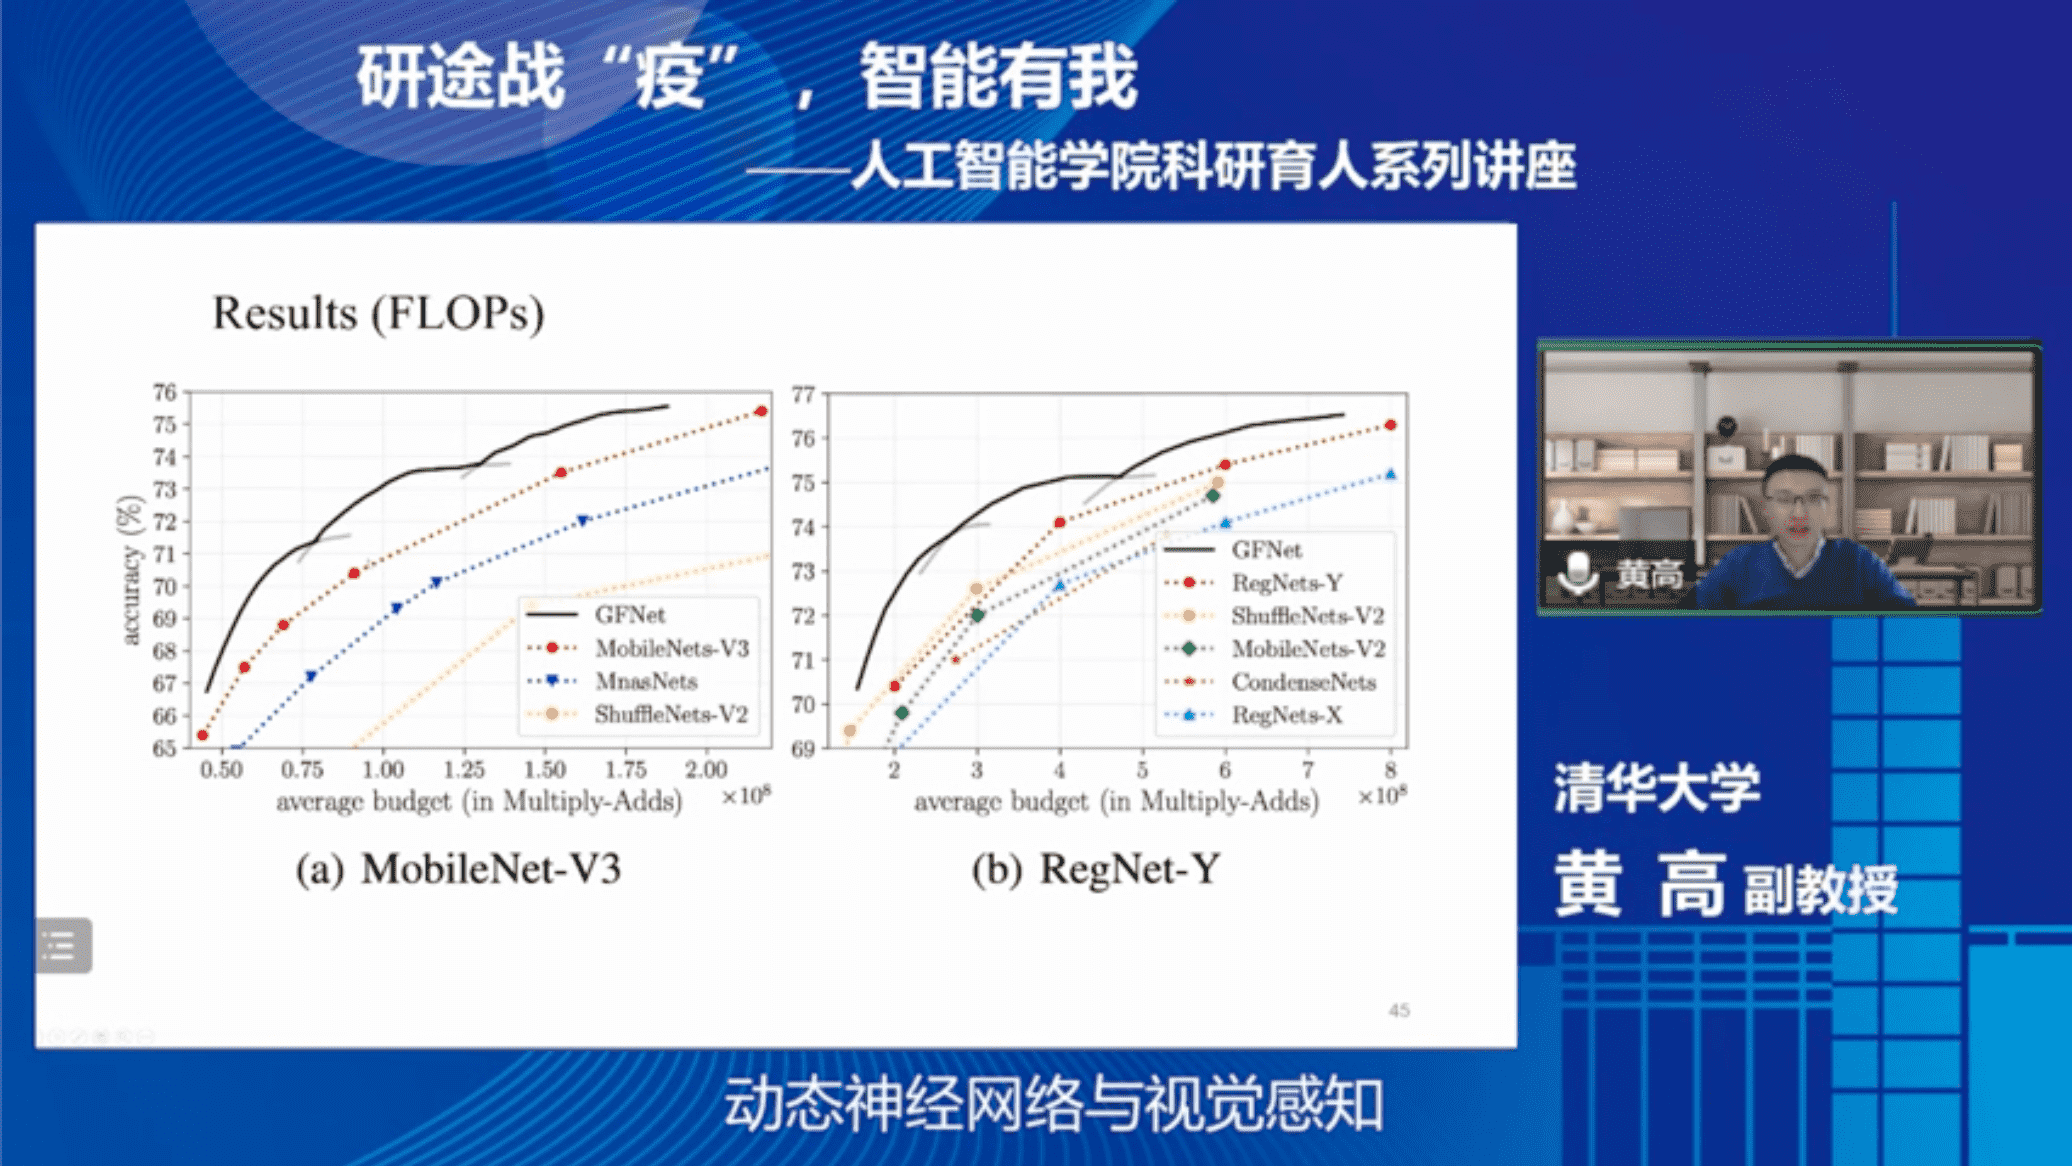 研途战“疫”，智能有我
——人工智能学院科研育人系列讲座
Results (FLOPs)
76
75
74
73
72
71
70
69
68
67
66
65
accuracy (%)
0.50 0.75 1.00 1.25 1.50 1.75 2.00
average budget (in Multiply-Adds) ×10⁸
GFNet
MobileNets-V3
MnasNets
ShuffleNets-V2
(a) MobileNet-V3
77
76
75
74
73
72
71
70
69
2 3 4 5 6 7 8
average budget (in Multiply-Adds) ×10⁸
GFNet
RegNets-Y
ShuffleNets-V2
MobileNets-V2
CondenseNets
RegNets-X
(b) RegNet-Y
45
黄高
清华大学
黄 高 副教授
动态神经网络与视觉感知